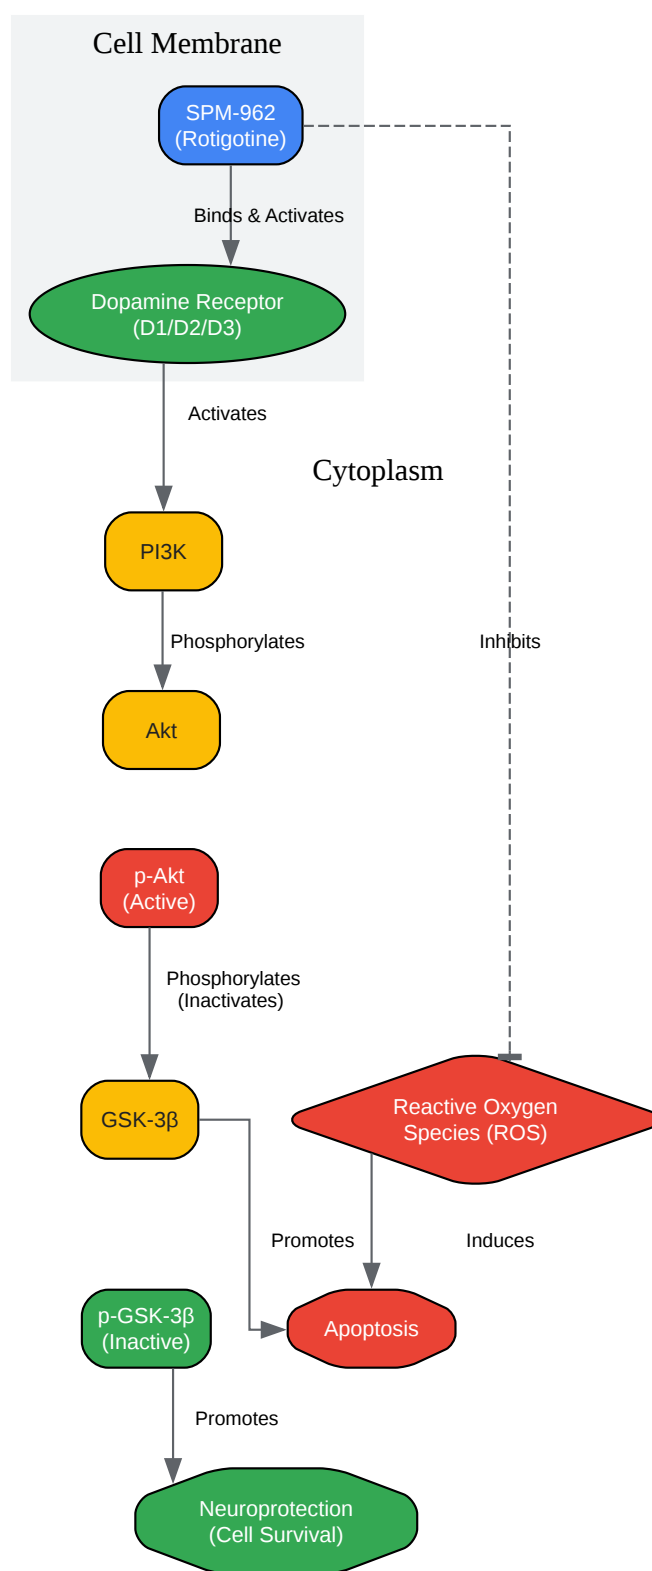 Cell Membrane
SPM-962
(Rotigotine)
Binds & Activates
Dopamine Receptor
(D1/D2/D3)
Activates
Cytoplasm
PI3K
Phosphorylates
Inhibits
Akt
p-Akt
(Active)
Phosphorylates
(Inactivates)
GSK-3β
Reactive Oxygen
Species (ROS)
Promotes
Induces
p-GSK-3β
(Inactive)
Apoptosis
Promotes
Neuroprotection
(Cell Survival)